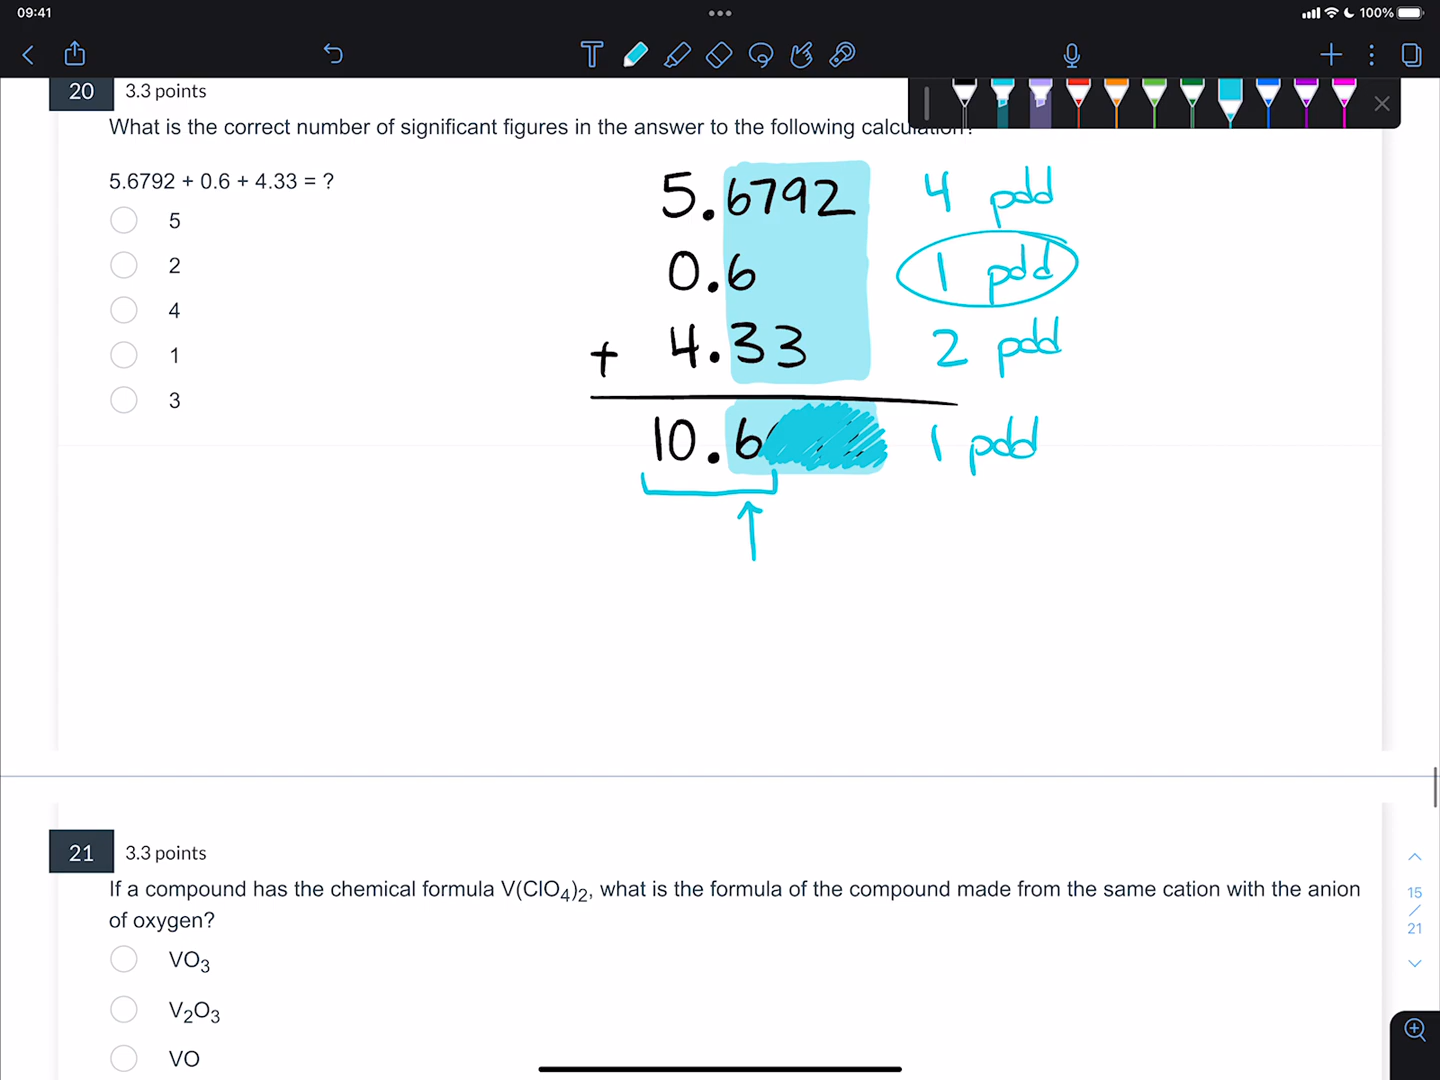 09:41
100%
20 3.3 points
What is the correct number of significant figures in the answer to the following calculation?
5.6792 + 0.6 + 4.33 = ?
5
2
4
1
3
5.6792 4 pdd
0.6 1 pdd
+ 4.33 2 pdd
10.6 1 pdd
21 3.3 points
If a compound has the chemical formula V(ClO4)2, what is the formula of the compound made from the same cation with the anion
of oxygen?
VO3
V2O3
VO
15
/
21